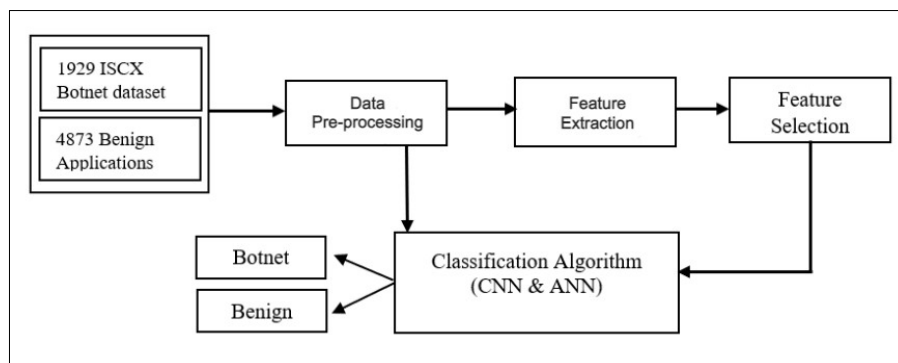 1929 ISCX
Botnet dataset
4873 Benign
Applications
Data
Pre-processing
Feature
Extraction
Feature
Selection
Classification Algorithm
(CNN & ANN)
Botnet
Benign